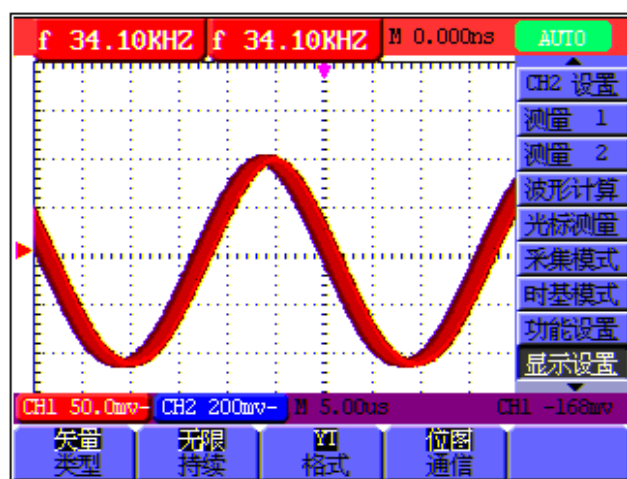 f 34.10KHZ f 34.10KHZ M 0.000ns AUTO
CH2 设置
测量 1
测量 2
波形计算
光标测量
采集模式
时基模式
功能设置
显示设置
CH1 50.0mv- CH2 200mv- M 5.00us CH1 -168mv
矢量 无限 YT 位图
类型 持续 格式 通信